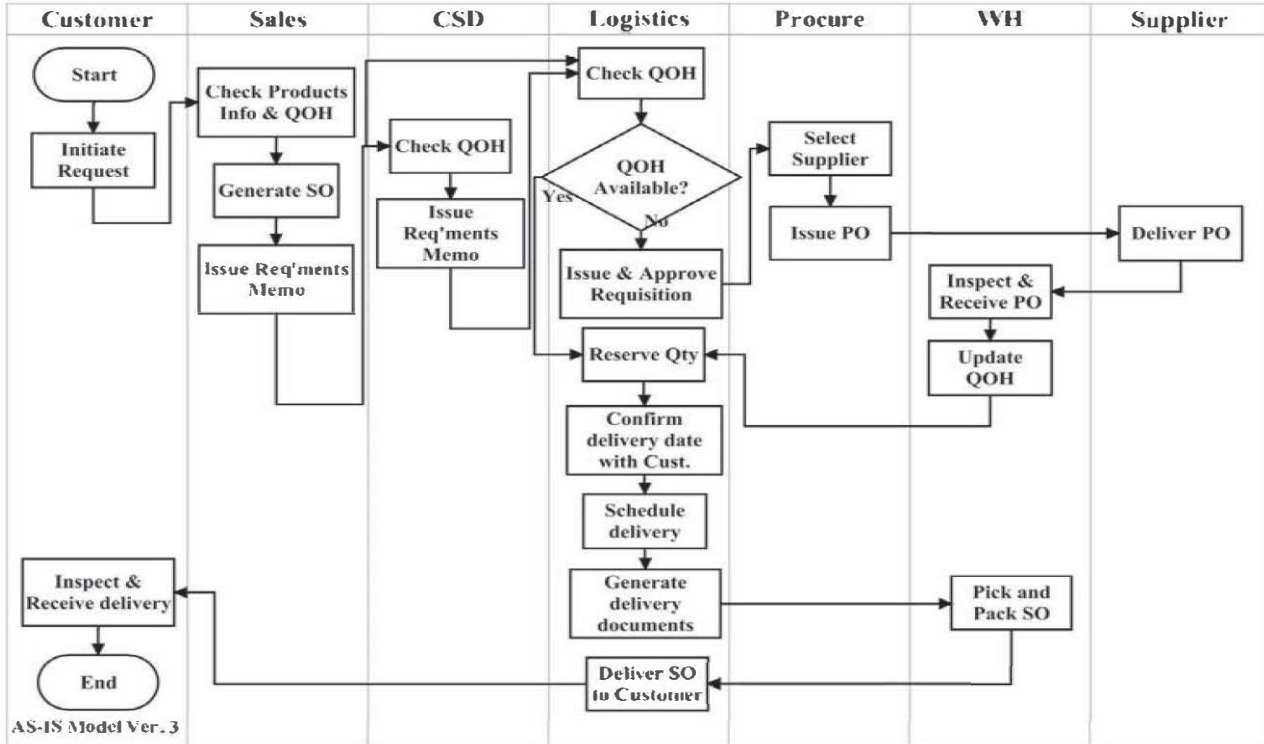 Customer Sales CSD Logistics Procure WH Supplier
Start
Initiate
Request
Check Products
Info & QOH
Generate SO
Issue Req'ments
Memo
Check QOH
Issue
Req'ments
Memo
Check QOH
QOH
Available?
Yes
No
Issue & Approve
Requisition
Select
Supplier
Issue PO
Deliver PO
Inspect &
Receive PO
Update
QOH
Reserve Qty
Confirm
delivery date
with Cust.
Schedule
delivery
Generate
delivery
documents
Pick and
Pack SO
Deliver SO
to Customer
Inspect &
Receive delivery
End
AS-IS Model Ver. 3